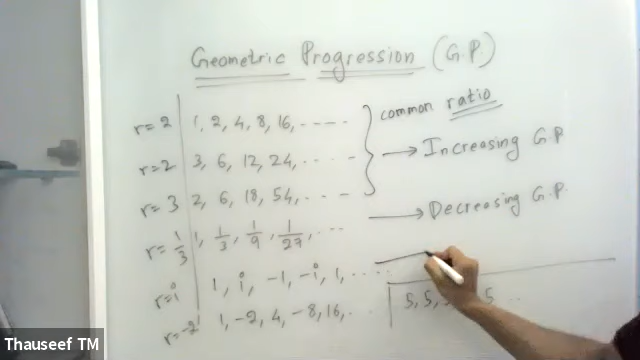 Geometric Progression (G.P.)
r=2 1, 2, 4, 8, 16, ----
common ratio
r=2 3, 6, 12, 24, ....
→ Increasing G.P
r=3 2, 6, 18, 54, ...
→ Decreasing G.P.
r=1/3 1, 1/3, 1/9, 1/27, ...
r=i 1, i, -1, -i, 1, .....
r=-2 1, -2, 4, -8, 16, ...
5, 5, 5 ...
Thauseef TM